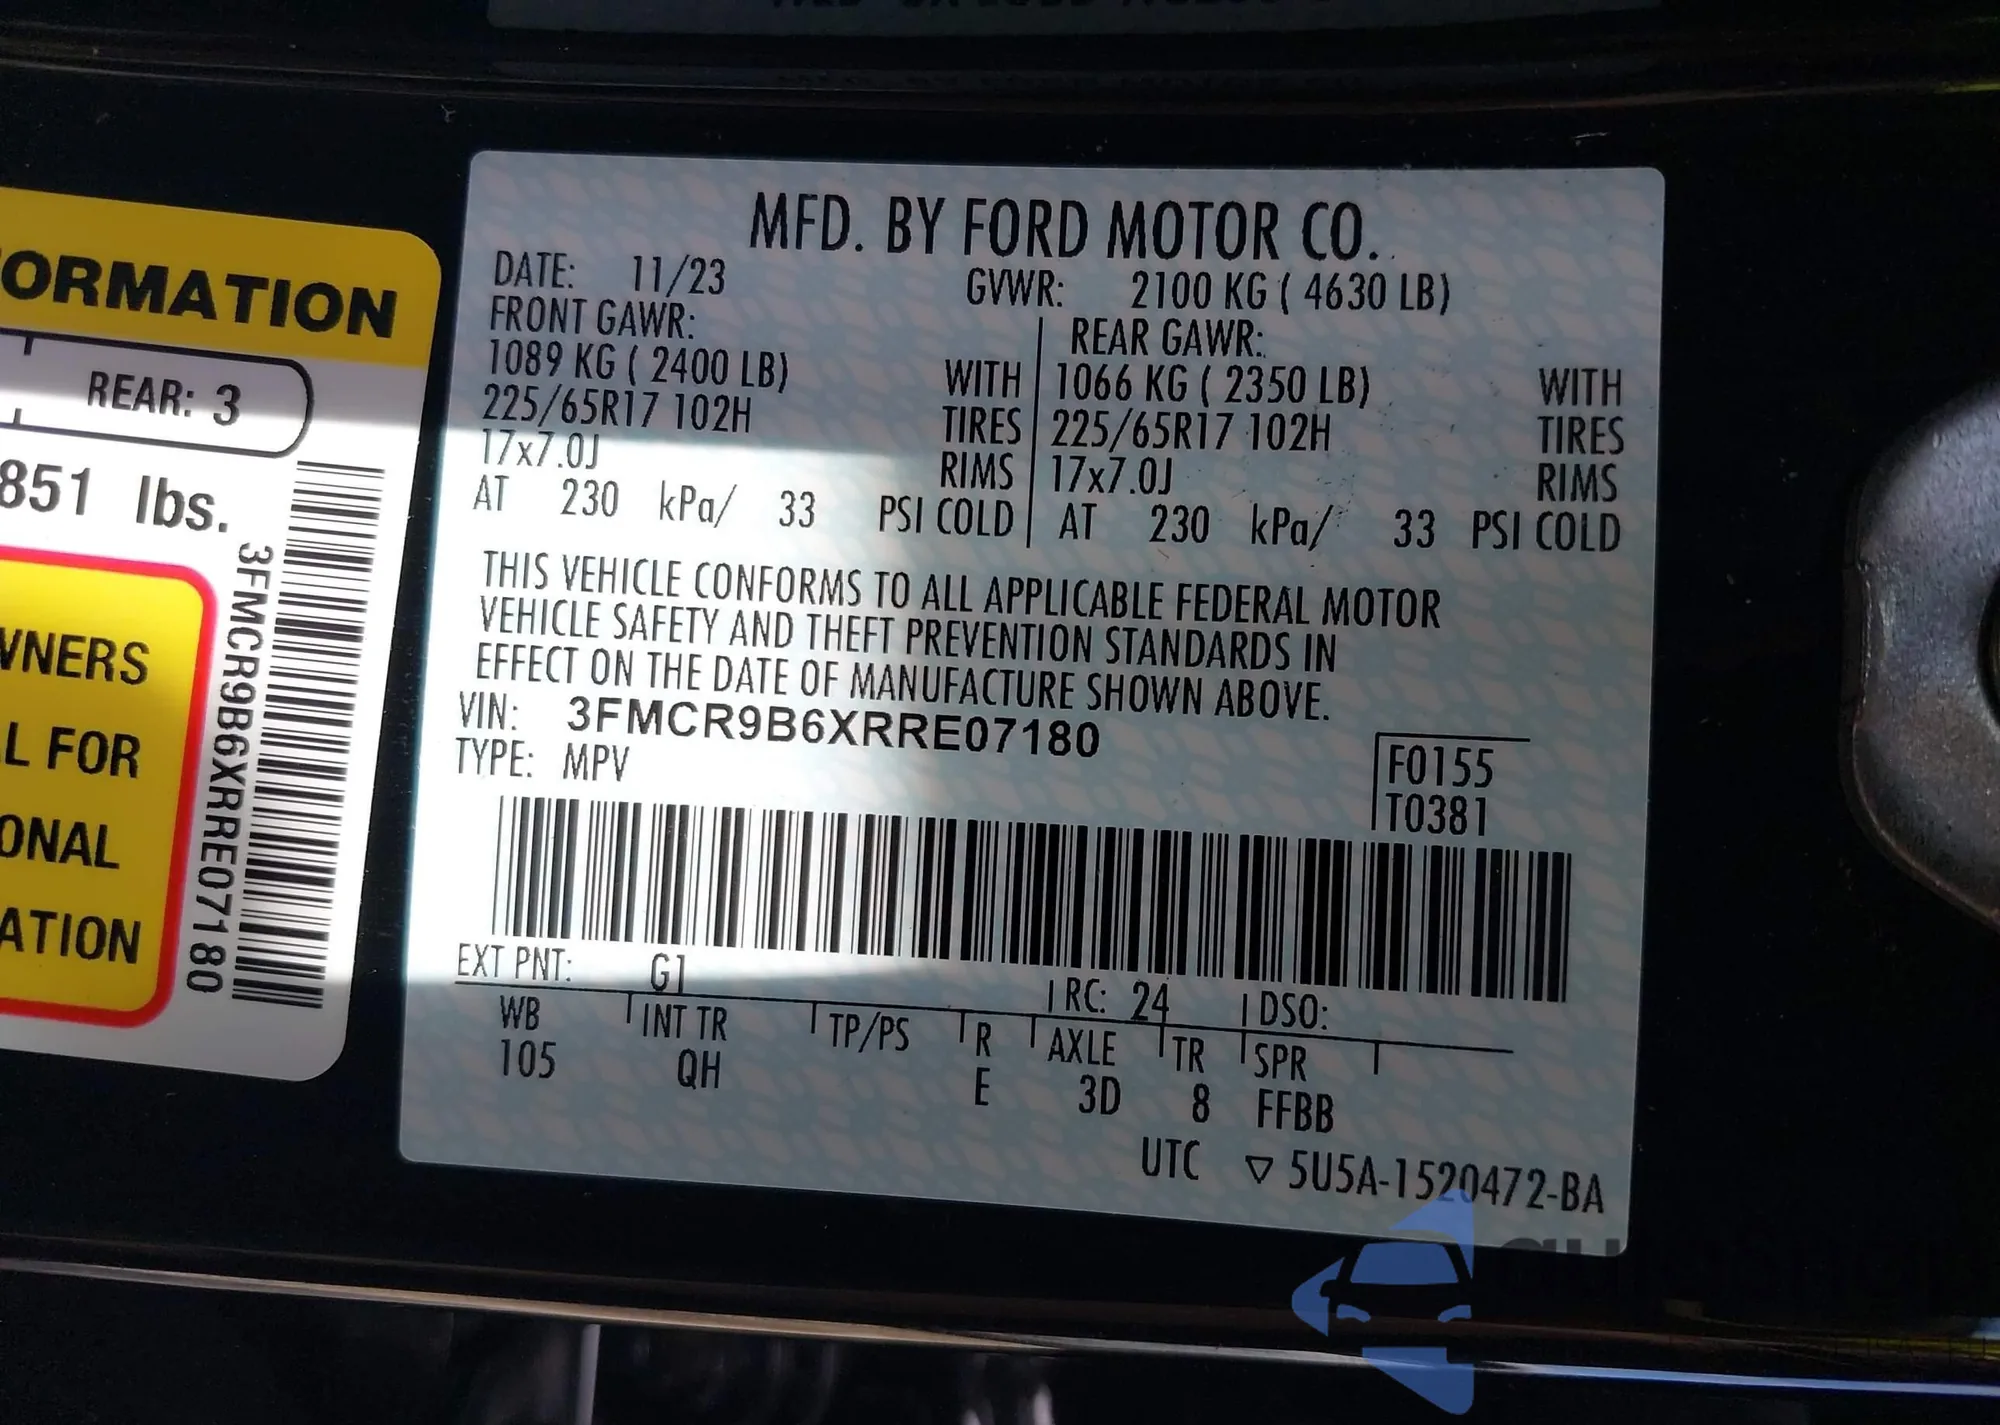 ORMATION
REAR: 3
851 lbs.
WNERS
L FOR
ONAL
ATION
3FMCR9B6XRRE07180
MFD. BY FORD MOTOR CO.
DATE: 11/23 GVWR: 2100 KG ( 4630 LB)
FRONT GAWR: REAR GAWR:
1089 KG ( 2400 LB) WITH 1066 KG ( 2350 LB) WITH
225/65R17 102H TIRES 225/65R17 102H TIRES
17x7.0J RIMS 17x7.0J RIMS
AT 230 kPa/ 33 PSI COLD AT 230 kPa/ 33 PSI COLD
THIS VEHICLE CONFORMS TO ALL APPLICABLE FEDERAL MOTOR
VEHICLE SAFETY AND THEFT PREVENTION STANDARDS IN
EFFECT ON THE DATE OF MANUFACTURE SHOWN ABOVE.
VIN: 3FMCR9B6XRRE07180
TYPE: MPV
F0155
T0381
EXT PNT: G1 RC: 24 DSO:
WB INT TR TP/PS R AXLE TR SPR
105 QH E 3D 8 FFBB
UTC ▽ 5U5A-1520472-BA